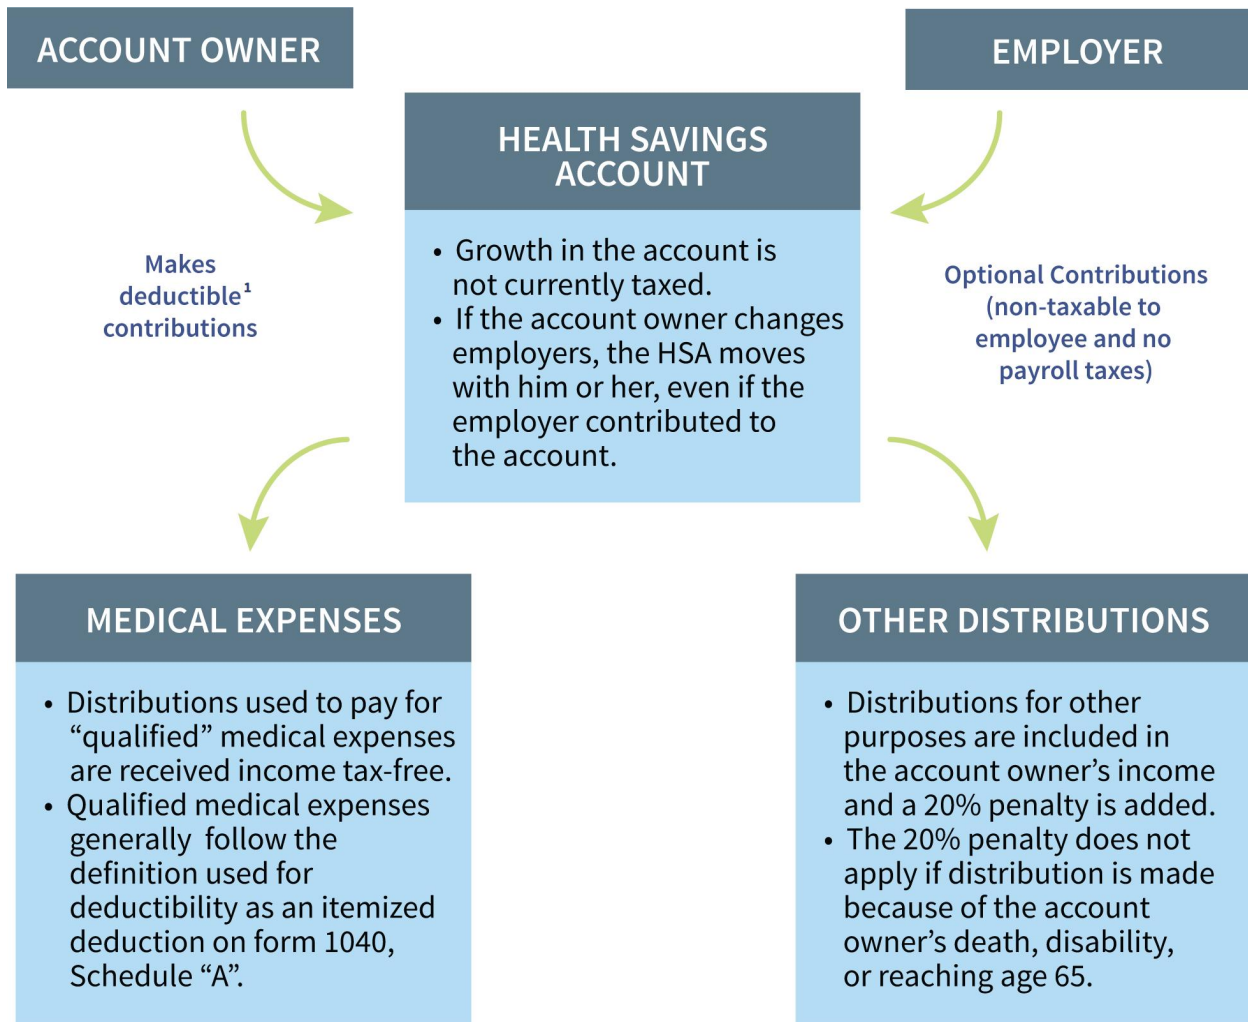 ACCOUNT OWNER
EMPLOYER
HEALTH SAVINGS
ACCOUNT
• Growth in the account is
not currently taxed.
• If the account owner changes
employers, the HSA moves
with him or her, even if the
employer contributed to
the account.
Makes
deductible¹
contributions
Optional Contributions
(non-taxable to
employee and no
payroll taxes)
MEDICAL EXPENSES
• Distributions used to pay for
“qualified” medical expenses
are received income tax-free.
• Qualified medical expenses
generally follow the
definition used for
deductibility as an itemized
deduction on form 1040,
Schedule “A”.
OTHER DISTRIBUTIONS
• Distributions for other
purposes are included in
the account owner’s income
and a 20% penalty is added.
• The 20% penalty does not
apply if distribution is made
because of the account
owner’s death, disability,
or reaching age 65.